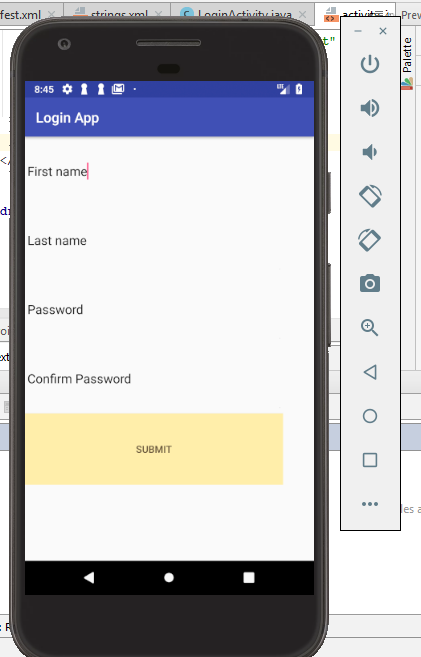 fest.xml
strings.xml
LoginActivity.java
activity
Prev
Palette
8:45
Login App
First name
Last name
Password
Confirm Password
SUBMIT